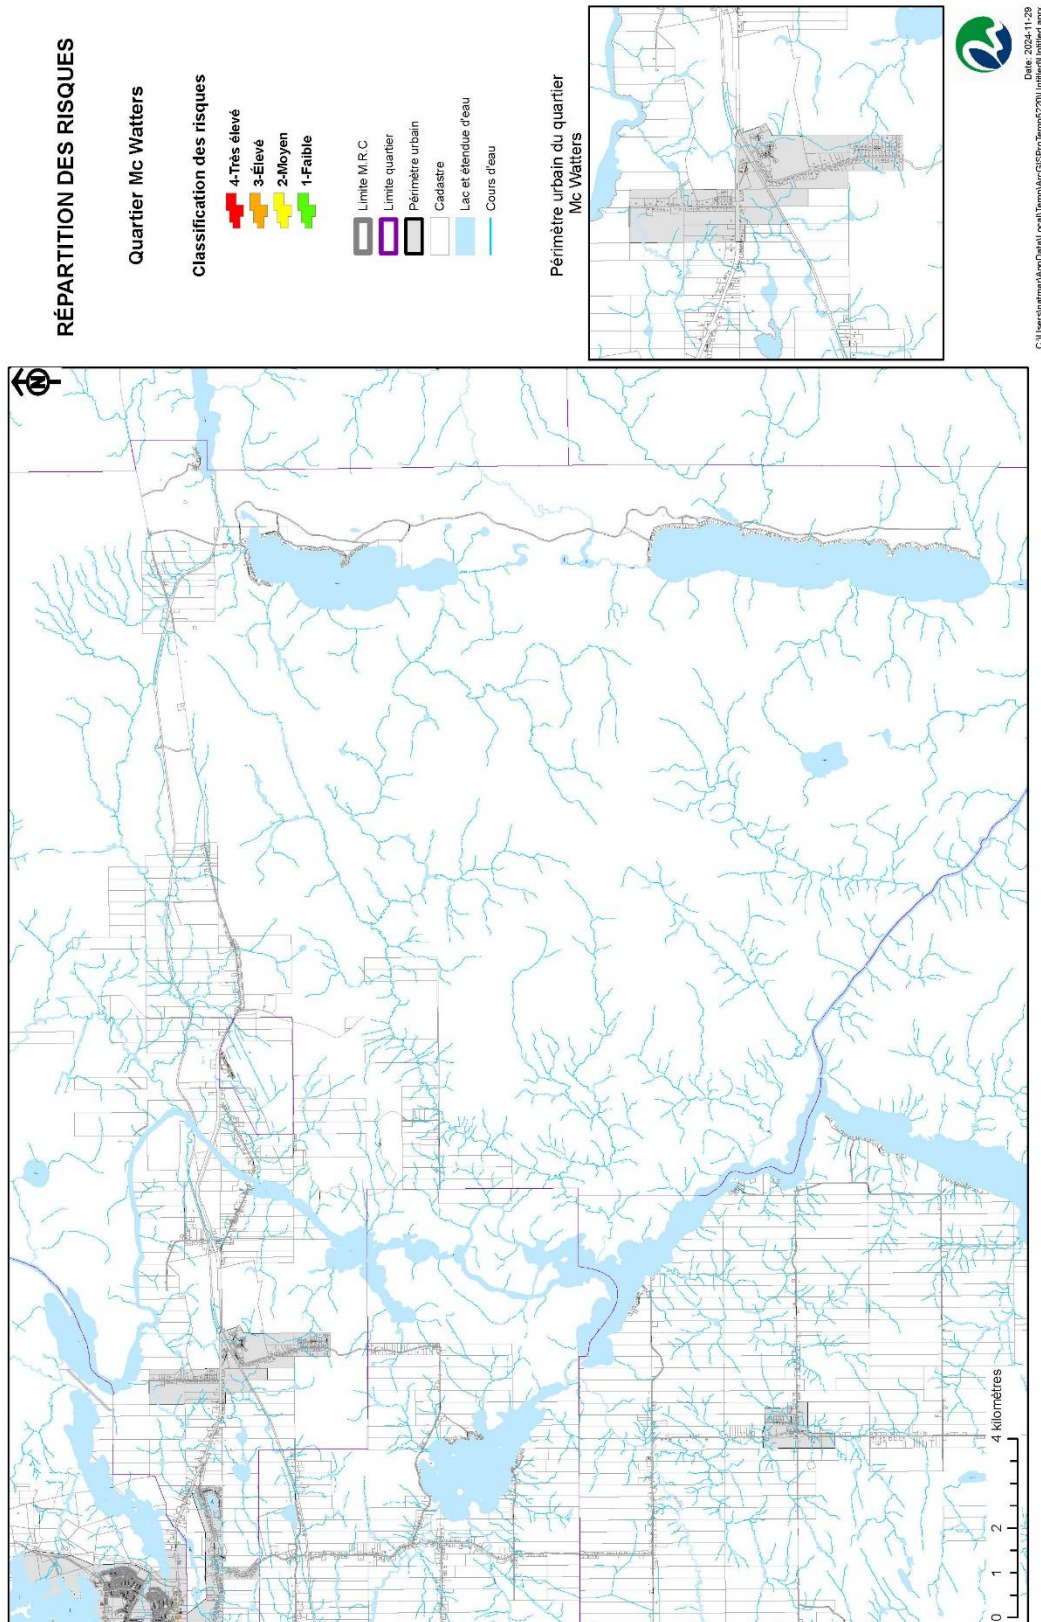 RÉPARTITION DES RISQUES
Quartier Mc Watters
Classification des risques
4-Très élevé
3-Élevé
2-Moyen
1-Faible
Limite M.R.C
Limite quartier
Périmètre urbain
Cadastre
Lac et étendue d'eau
Cours d'eau
Périmètre urbain du quartier
Mc Watters
N
0 1 2 4 kilomètres
Date: 2024-11-29